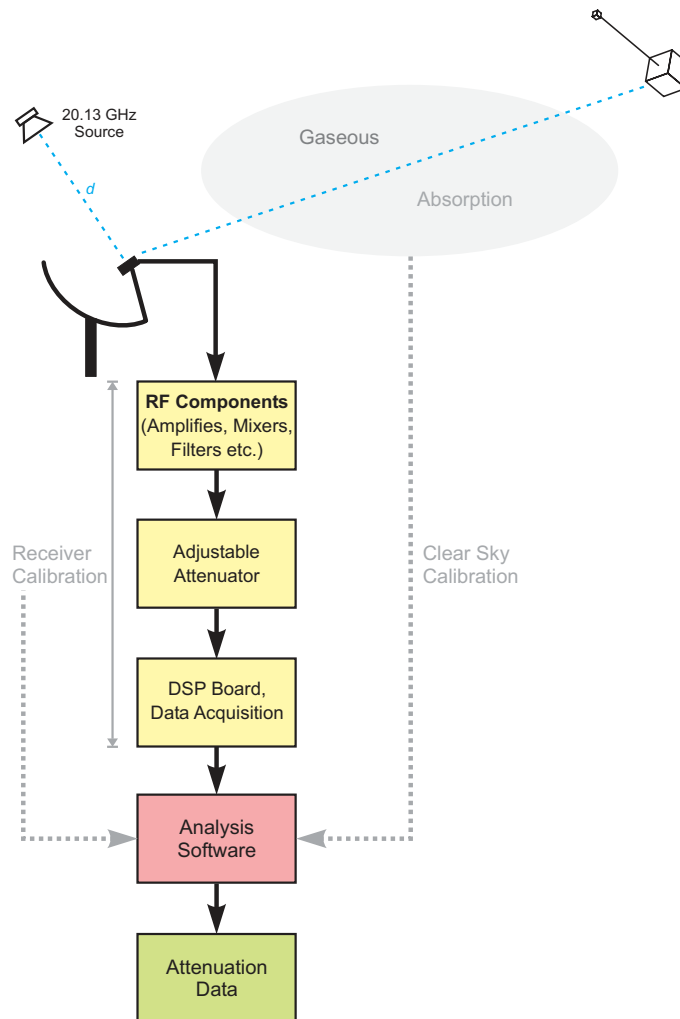 20.13 GHz
Source
d
Gaseous
Absorption
RF Components
(Amplifies, Mixers,
Filters etc.)
Receiver
Calibration
Adjustable
Attenuator
Clear Sky
Calibration
DSP Board,
Data Acquisition
Analysis
Software
Attenuation
Data